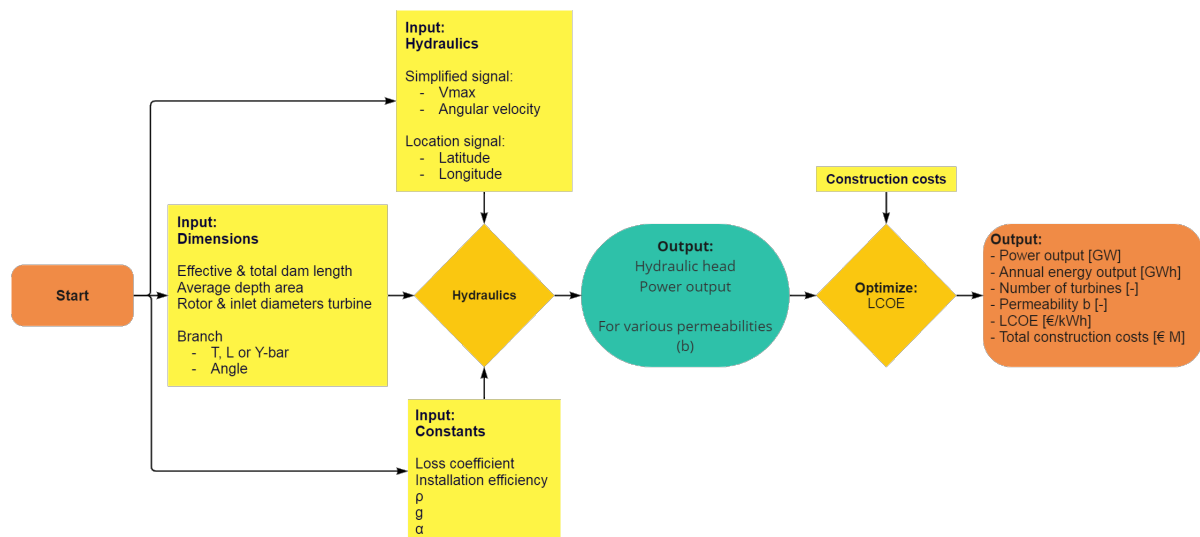 Start
Input:
Hydraulics
Simplified signal:
- Vmax
- Angular velocity
Location signal:
- Latitude
- Longitude
Input:
Dimensions
Effective & total dam length
Average depth area
Rotor & inlet diameters turbine
Branch
- T, L or Y-bar
- Angle
Input:
Constants
Loss coefficient
Installation efficiency
ρ
g
α
Hydraulics
Output:
Hydraulic head
Power output
For various permeabilities
(b)
Construction costs
Optimize:
LCOE
Output:
- Power output [GW]
- Annual energy output [GWh]
- Number of turbines [-]
- Permeability b [-]
- LCOE [€/kWh]
- Total construction costs [€ M]